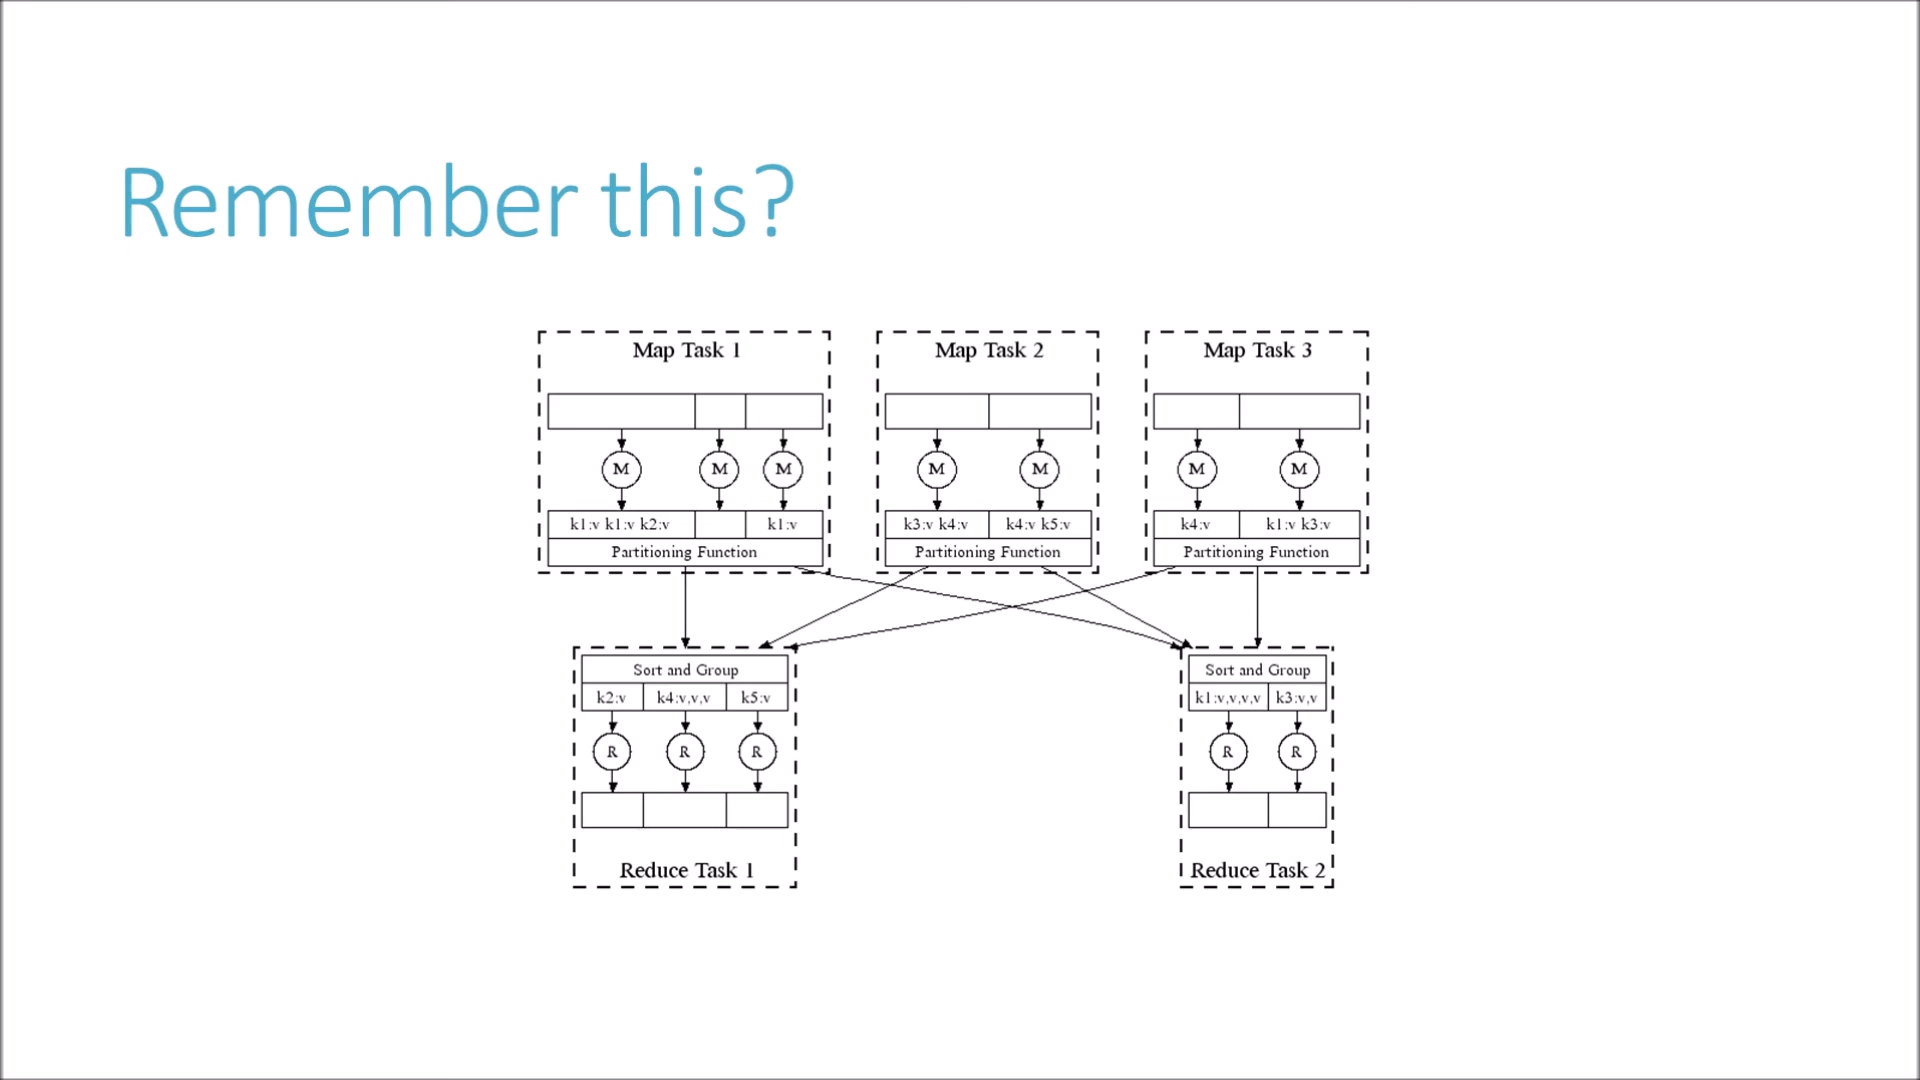 Remember this?
Map Task 1
Map Task 2
Map Task 3
M
M
M
M
M
M
M
k1:v k1:v k2:v
k1:v
k3:v k4:v
k4:v k5:v
k4:v
k1:v k3:v
Partitioning Function
Partitioning Function
Partitioning Function
Sort and Group
Sort and Group
k2:v
k4:v,v,v
k5:v
k1:v,v,v,v
k3:v,v
R
R
R
R
R
Reduce Task 1
Reduce Task 2